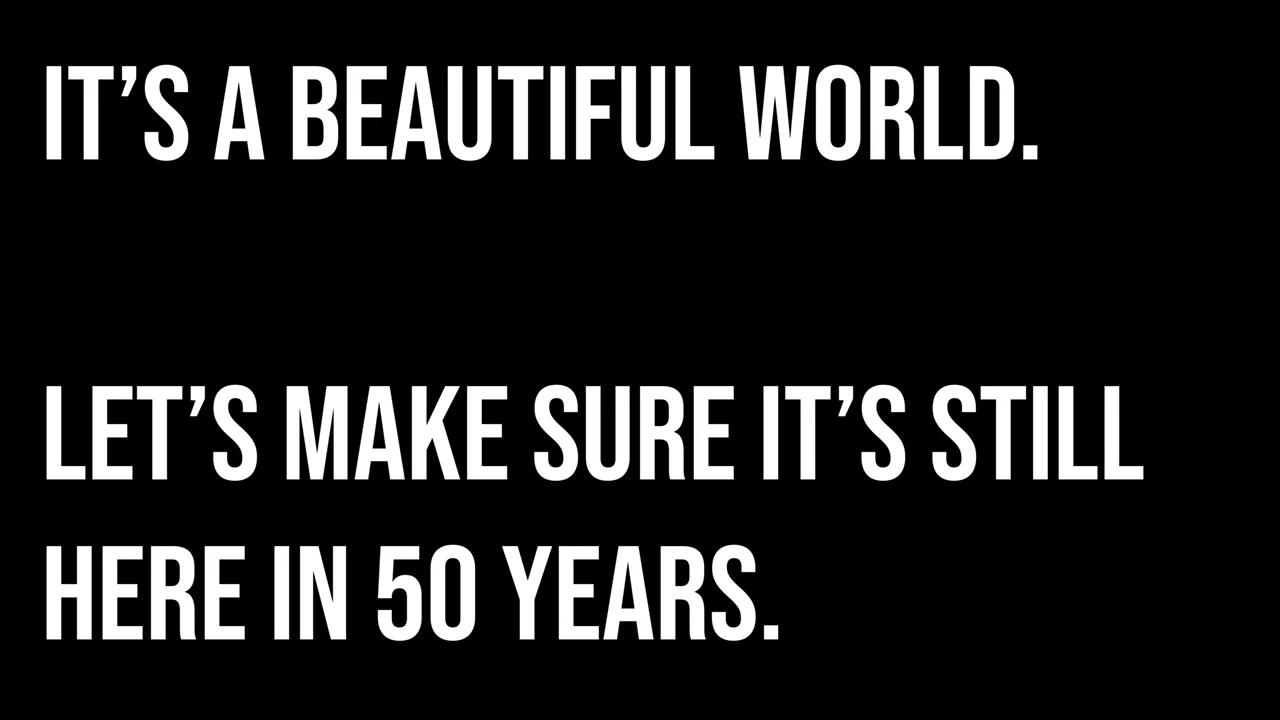 IT’S A BEAUTIFUL WORLD.
LET’S MAKE SURE IT’S STILL
HERE IN 50 YEARS.